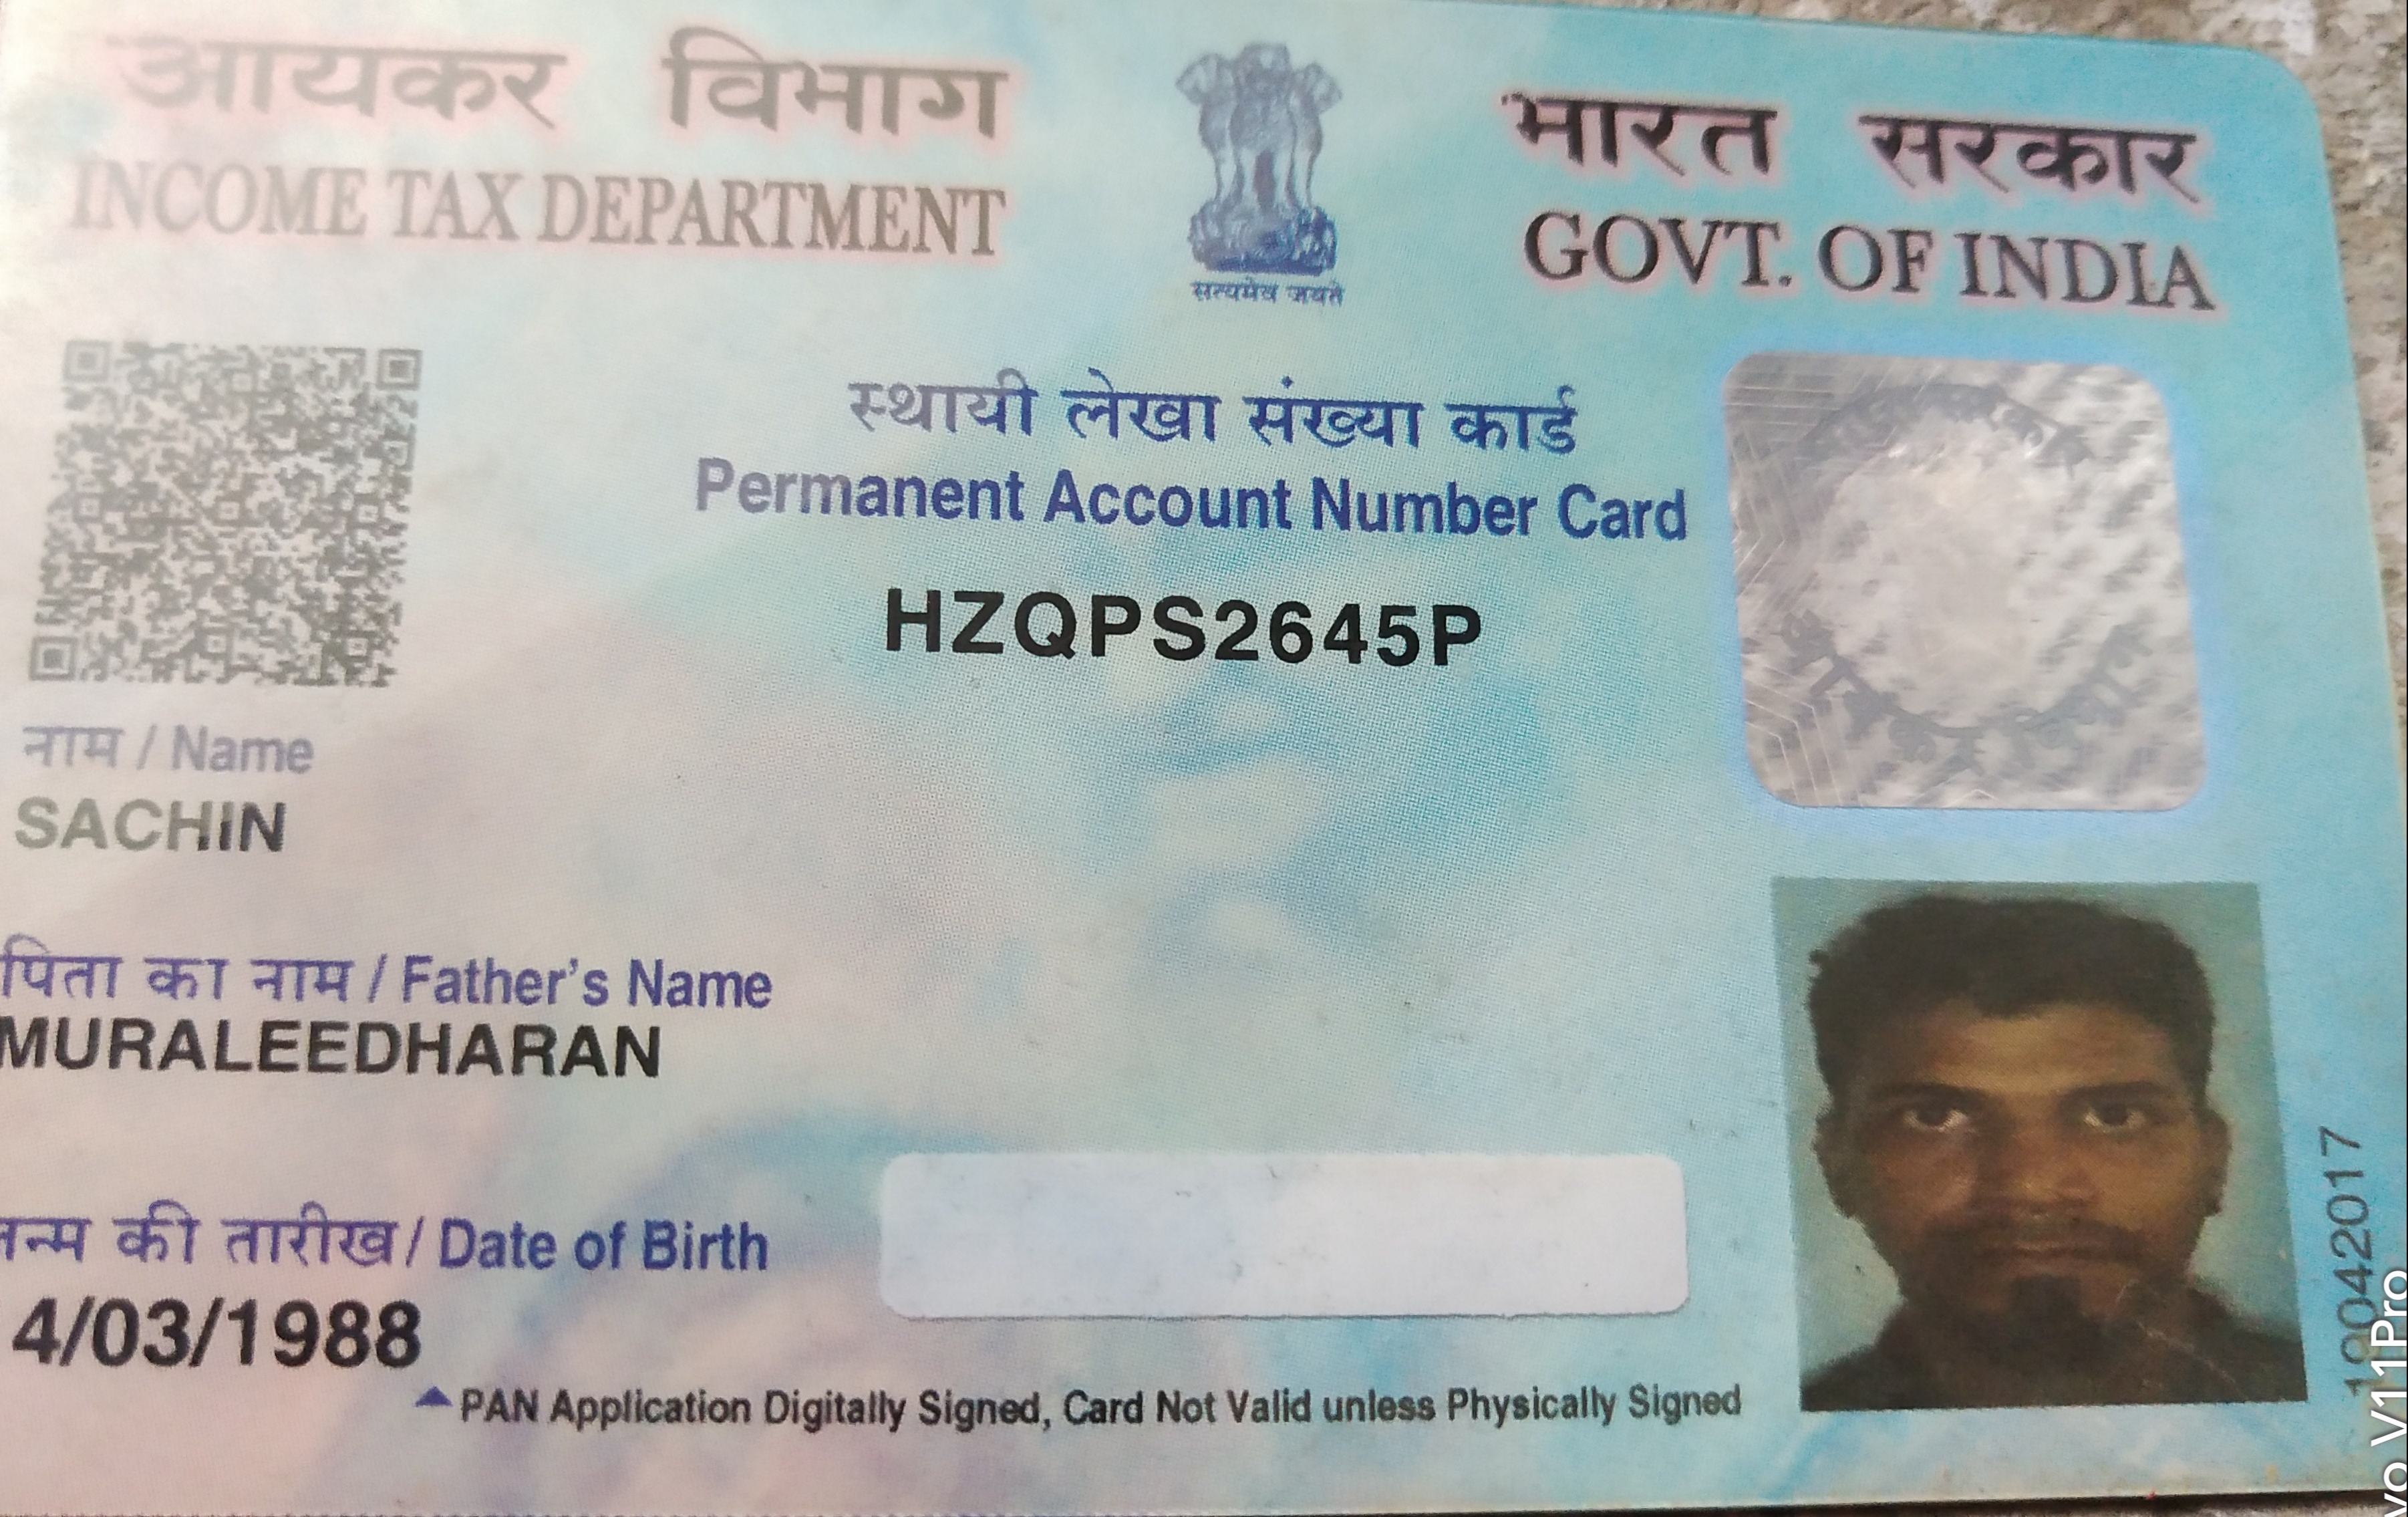 आयकर विभाग
INCOME TAX DEPARTMENT
सत्यमेव जयते
भारत सरकार
GOVT. OF INDIA
स्थायी लेखा संख्या कार्ड
Permanent Account Number Card
HZQPS2645P
नाम / Name
SACHIN
पिता का नाम / Father's Name
MURALEEDHARAN
न्म की तारीख / Date of Birth
4/03/1988
PAN Application Digitally Signed, Card Not Valid unless Physically Signed
19042017
vo V11Pro